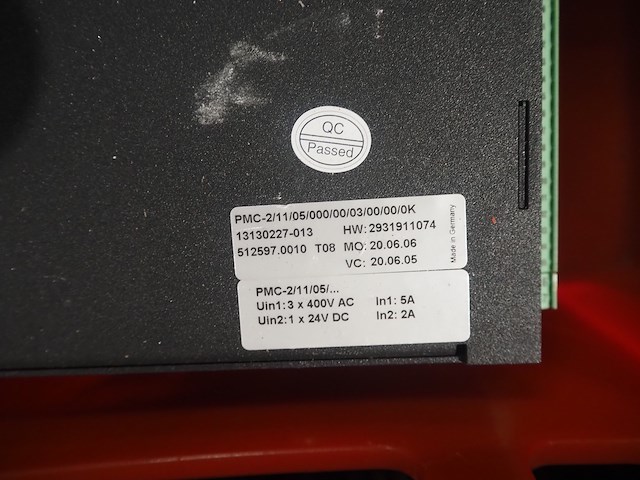 QC
Passed
PMC-2/11/05/000/00/03/00/00/0K
13130227-013 HW: 2931911074
512597.0010 T08 MO: 20.06.06
VC: 20.06.05
Made in Germany
PMC-2/11/05/...
Uin1: 3 x 400V AC In1: 5A
Uin2: 1 x 24V DC In2: 2A